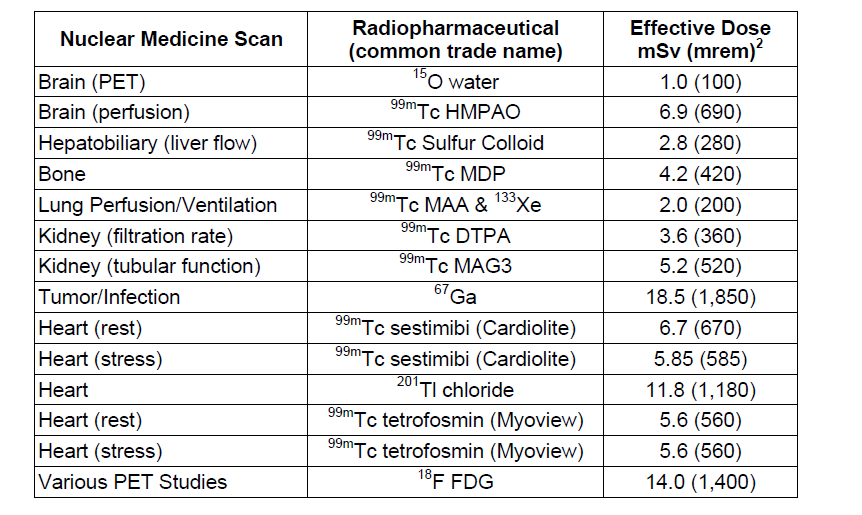 Nuclear Medicine Scan
Radiopharmaceutical
(common trade name)
Effective Dose
mSv (mrem)²
Brain (PET) ¹⁵O water 1.0 (100)
Brain (perfusion) ⁹⁹ᵐTc HMPAO 6.9 (690)
Hepatobiliary (liver flow) ⁹⁹ᵐTc Sulfur Colloid 2.8 (280)
Bone ⁹⁹ᵐTc MDP 4.2 (420)
Lung Perfusion/Ventilation ⁹⁹ᵐTc MAA & ¹³³Xe 2.0 (200)
Kidney (filtration rate) ⁹⁹ᵐTc DTPA 3.6 (360)
Kidney (tubular function) ⁹⁹ᵐTc MAG3 5.2 (520)
Tumor/Infection ⁶⁷Ga 18.5 (1,850)
Heart (rest) ⁹⁹ᵐTc sestimibi (Cardiolite) 6.7 (670)
Heart (stress) ⁹⁹ᵐTc sestimibi (Cardiolite) 5.85 (585)
Heart ²⁰¹Tl chloride 11.8 (1,180)
Heart (rest) ⁹⁹ᵐTc tetrofosmin (Myoview) 5.6 (560)
Heart (stress) ⁹⁹ᵐTc tetrofosmin (Myoview) 5.6 (560)
Various PET Studies ¹⁸F FDG 14.0 (1,400)